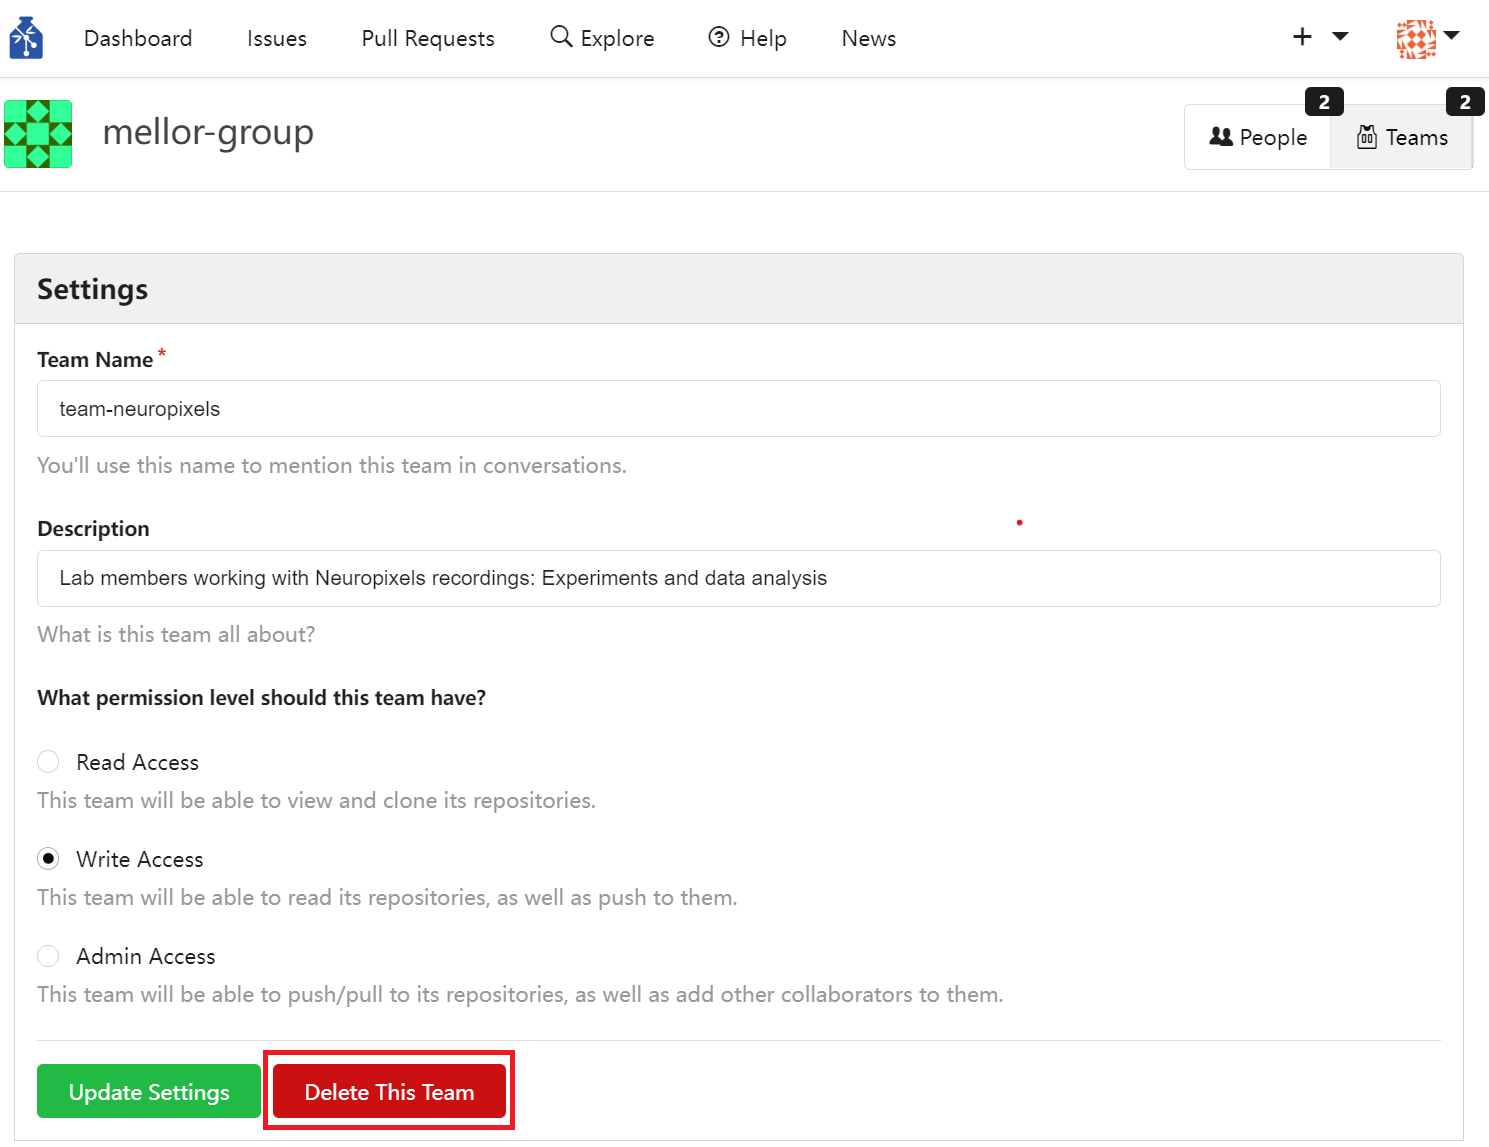 Dashboard Issues Pull Requests Explore Help News
mellor-group
People 2 Teams 2
Settings
Team Name *
team-neuropixels
You'll use this name to mention this team in conversations.
Description
Lab members working with Neuropixels recordings: Experiments and data analysis
What is this team all about?
What permission level should this team have?
Read Access
This team will be able to view and clone its repositories.
Write Access
This team will be able to read its repositories, as well as push to them.
Admin Access
This team will be able to push/pull to its repositories, as well as add other collaborators to them.
Update Settings Delete This Team